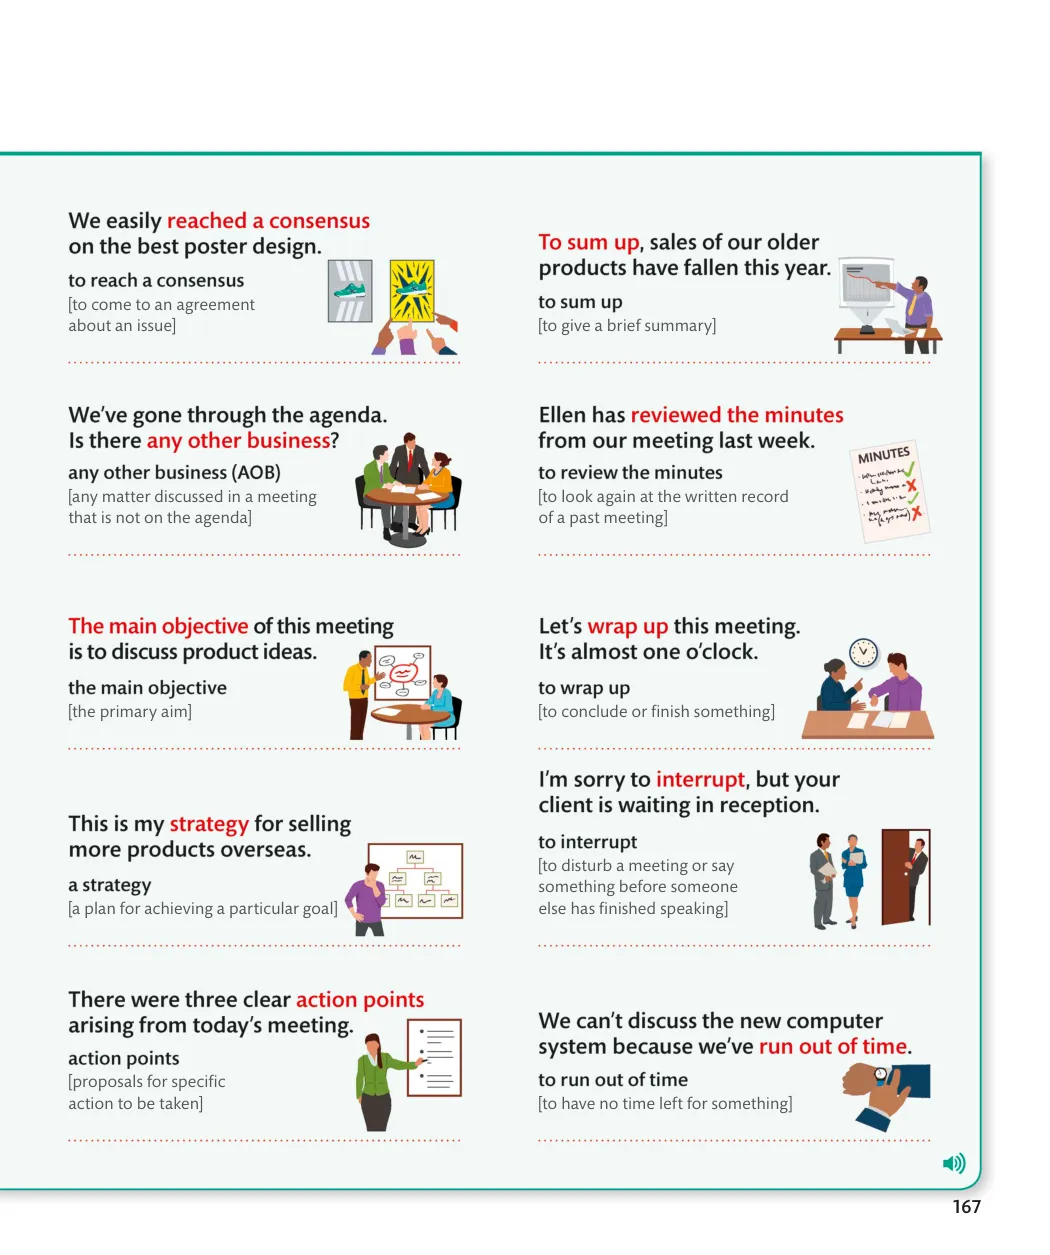 We easily reached a consensus
on the best poster design.
to reach a consensus
[to come to an agreement
about an issue]
We've gone through the agenda.
Is there any other business?
any other business (AOB)
[any matter discussed in a meeting
that is not on the agenda]
The main objective of this meeting
is to discuss product ideas.
the main objective
[the primary aim]
This is my strategy for selling
more products overseas.
a strategy
[a plan for achieving a particular goal]
There were three clear action points
arising from today's meeting.
action points
[proposals for specific
action to be taken]
To sum up, sales of our older
products have fallen this year.
to sum up
[to give a brief summary]
Ellen has reviewed the minutes
from our meeting last week.
to review the minutes
[to look again at the written record
of a past meeting]
MINUTES
Let's wrap up this meeting.
It's almost one o'clock.
to wrap up
[to conclude or finish something]
I'm sorry to interrupt, but your
client is waiting in reception.
to interrupt
[to disturb a meeting or say
something before someone
else has finished speaking]
We can't discuss the new computer
system because we've run out of time.
to run out of time
[to have no time left for something]
167